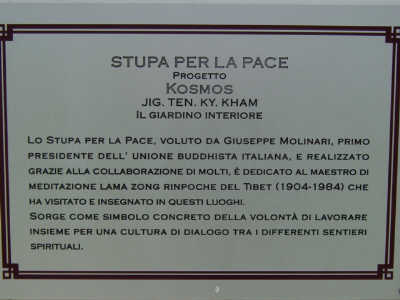 STUPA PER LA PACE
PROGETTO
KOSMOS
JIG. TEN. KY. KHAM
IL GIARDINO INTERIORE
LO STUPA PER LA PACE, VOLUTO DA GIUSEPPE MOLINARI, PRIMO
PRESIDENTE DELL' UNIONE BUDDHISTA ITALIANA, E REALIZZATO
GRAZIE ALLA COLLABORAZIONE DI MOLTI, È DEDICATO AL MAESTRO DI
MEDITAZIONE LAMA ZONG RINPOCHE DEL TIBET (1904-1984) CHE
HA VISITATO E INSEGNATO IN QUESTI LUOGHI.
SORGE COME SIMBOLO CONCRETO DELLA VOLONTÀ DI LAVORARE
INSIEME PER UNA CULTURA DI DIALOGO TRA I DIFFERENTI SENTIERI
SPIRITUALI.